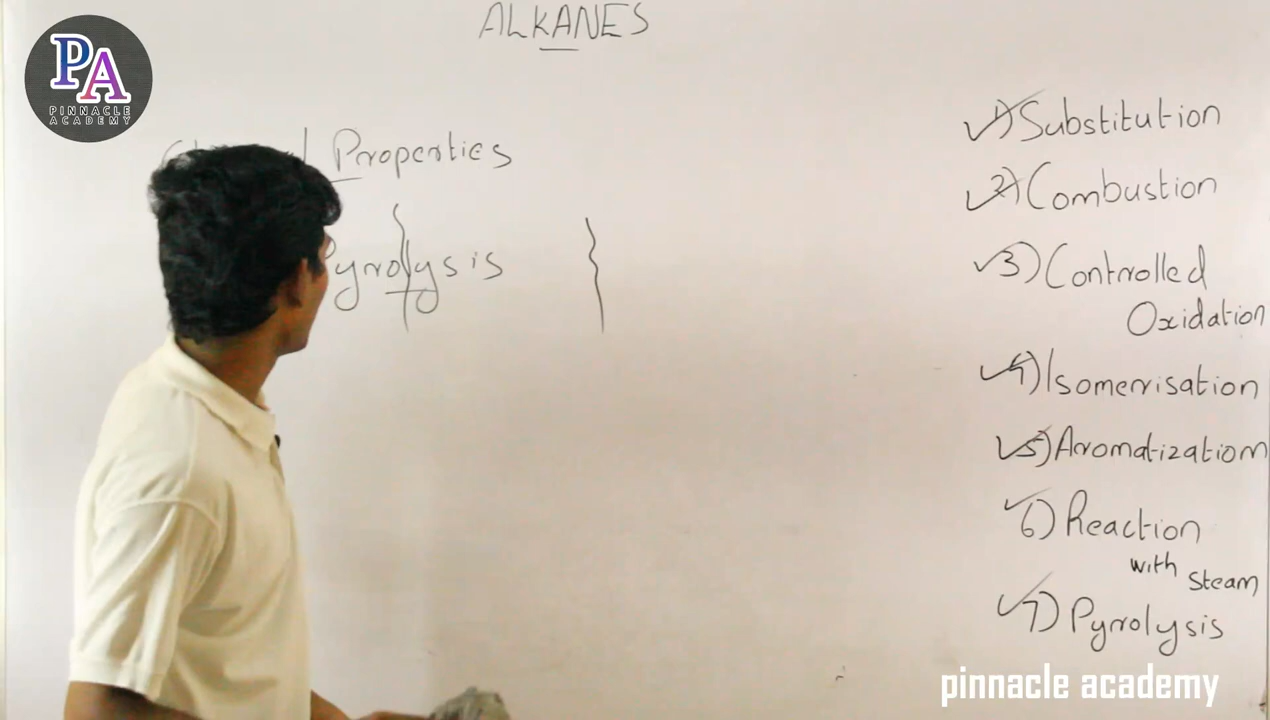 PA
PINNACLE
ACADEMY
ALKANES
Properties
Pyrolysis
1) Substitution
2) Combustion
3) Controlled
Oxidation
4) Isomerisation
5) Aromatization
6) Reaction
with Steam
7) Pyrolysis
pinnacle academy